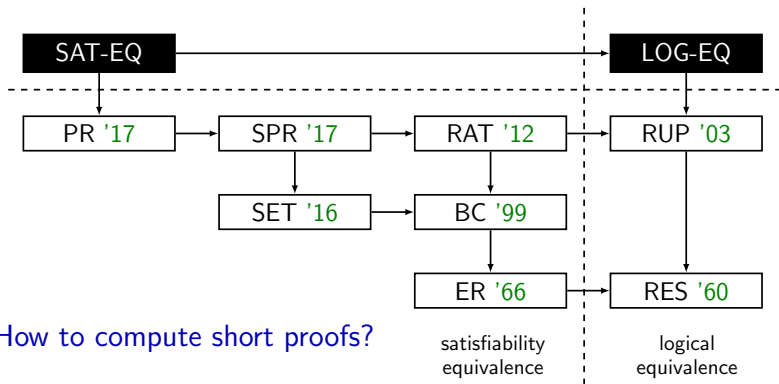 SAT-EQ LOG-EQ
PR '17 SPR '17 RAT '12 RUP '03
SET '16 BC '99
ER '66 RES '60
How to compute short proofs?
satisfiability
equivalence
logical
equivalence